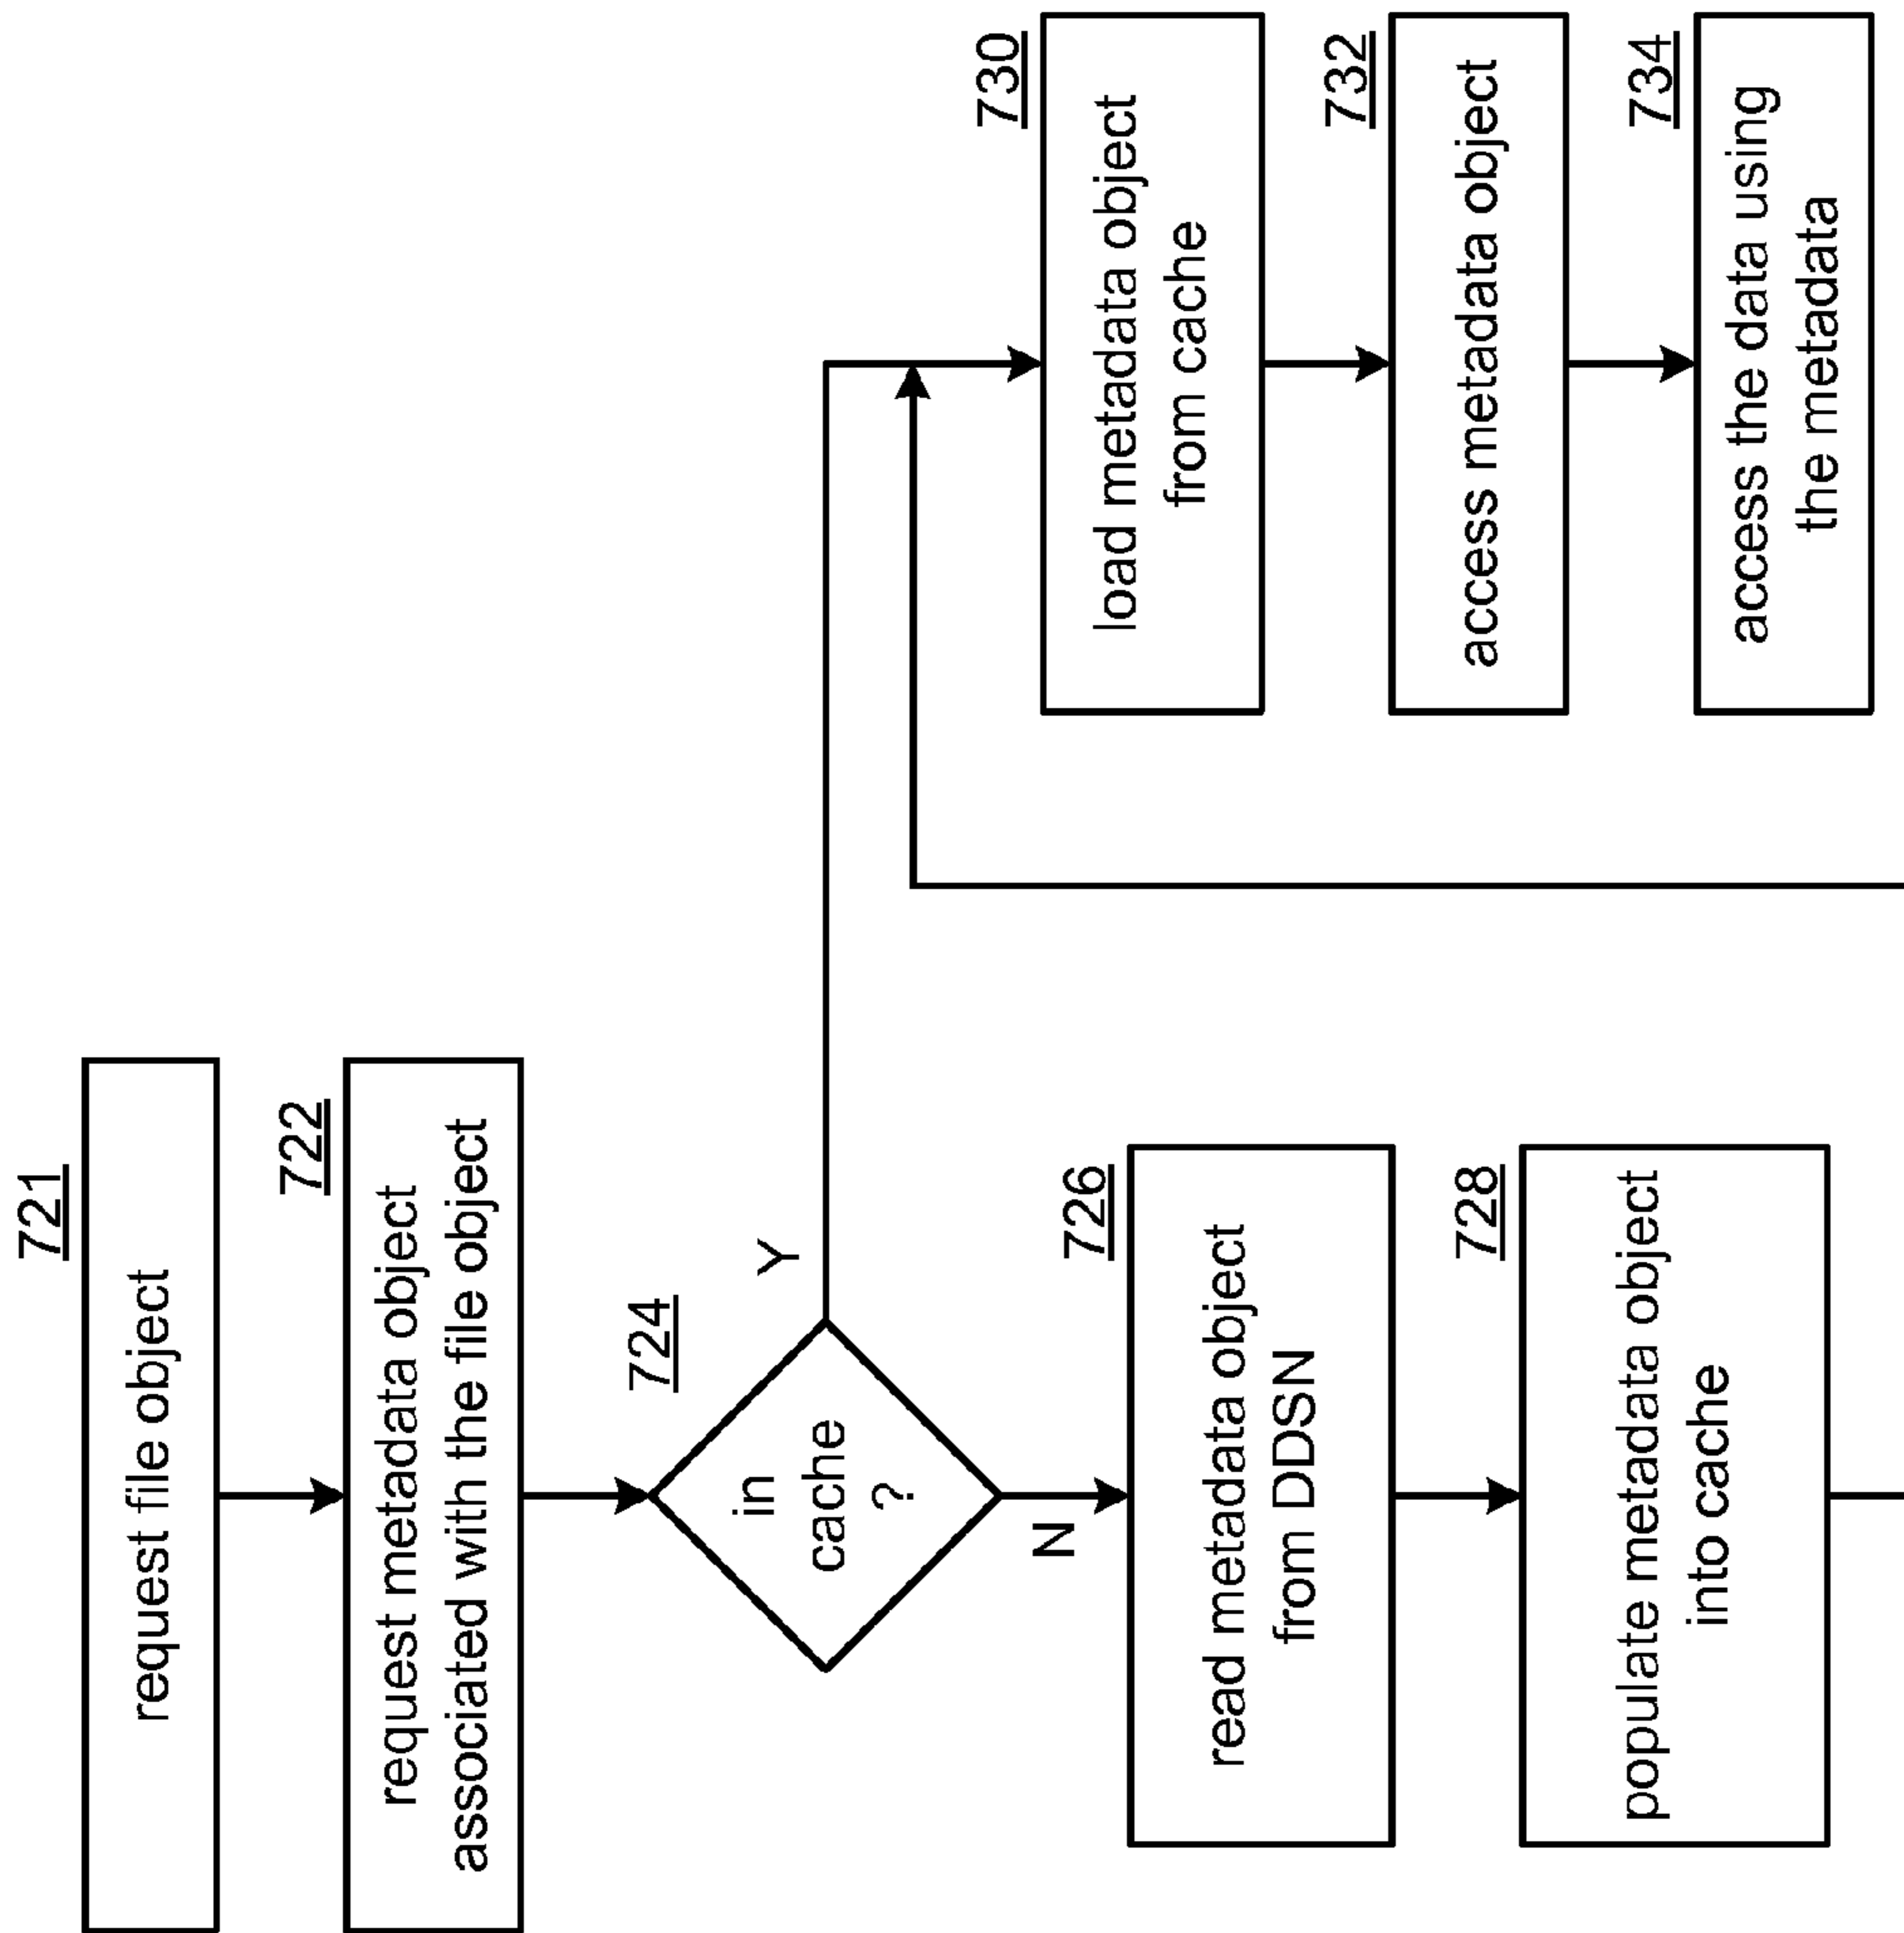 721
request file object
722
request metadata object
associated with the file object
724
in
cache
?
Y
N
726
read metadata object
from DDSN
728
populate metadata object
into cache
730
load metadata object
from cache
732
access metadata object
734
access the data using
the metadata